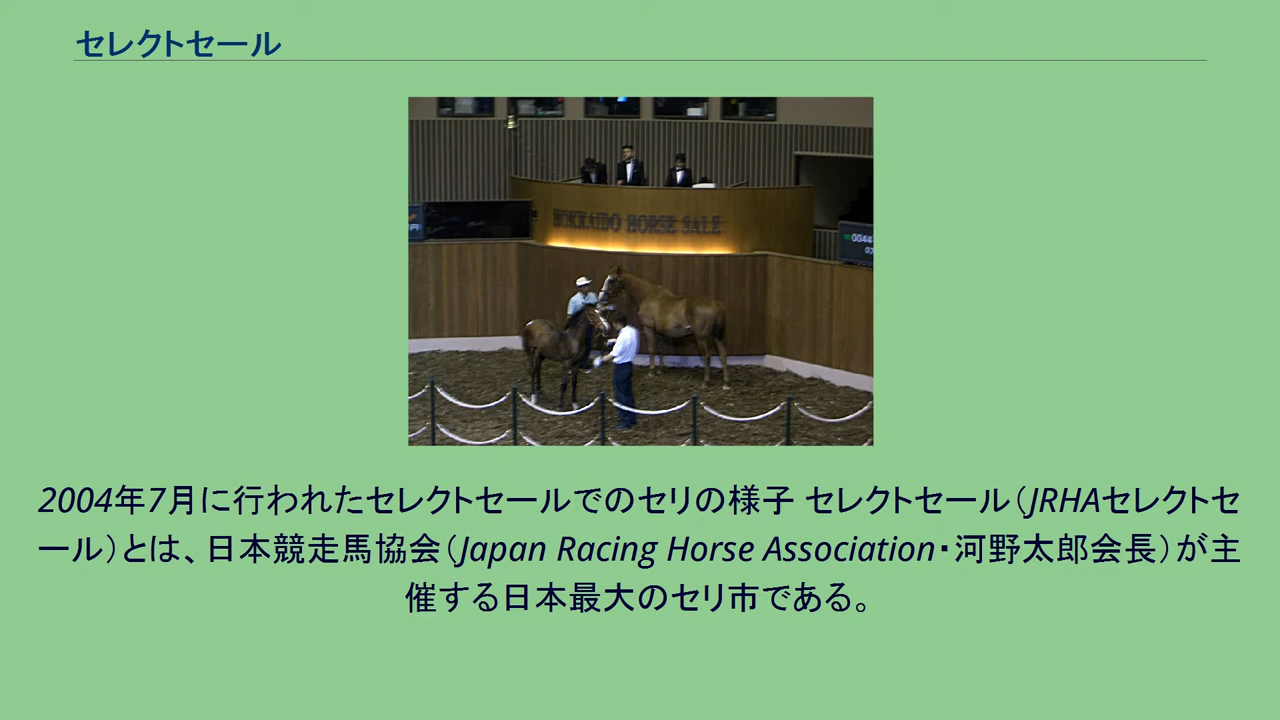 セレクトセール
HOKKAIDO HORSE SALE
0044
2004年7月に行われたセレクトセールでのセリの様子 セレクトセール（JRHAセレクトセ
ール）とは、日本競走馬協会（Japan Racing Horse Association・河野太郎会長）が主
催する日本最大のセリ市である。